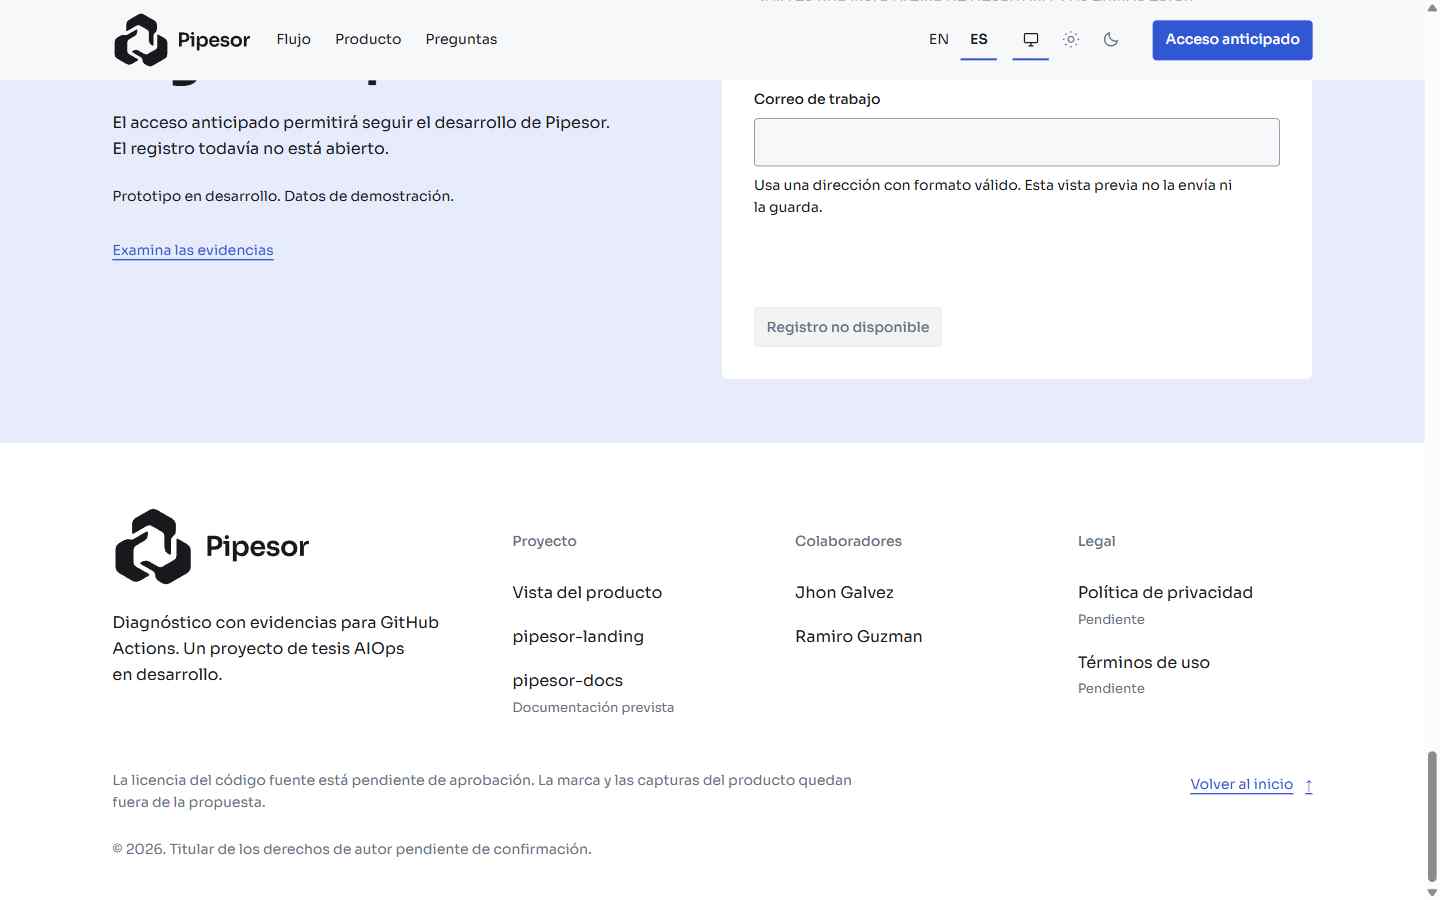 Pipesor
Flujo
Producto
Preguntas
EN
ES
Acceso anticipado
El acceso anticipado permitirá seguir el desarrollo de Pipesor.
El registro todavía no está abierto.
Prototipo en desarrollo. Datos de demostración.
Examina las evidencias
Correo de trabajo
Usa una dirección con formato válido. Esta vista previa no la envía ni
la guarda.
Registro no disponible
Pipesor
Diagnóstico con evidencias para GitHub
Actions. Un proyecto de tesis AIOps
en desarrollo.
Proyecto
Vista del producto
pipesor-landing
pipesor-docs
Documentación prevista
Colaboradores
Jhon Galvez
Ramiro Guzman
Legal
Política de privacidad
Pendiente
Términos de uso
Pendiente
La licencia del código fuente está pendiente de aprobación. La marca y las capturas del producto quedan
fuera de la propuesta.
Volver al inicio ↑
© 2026. Titular de los derechos de autor pendiente de confirmación.